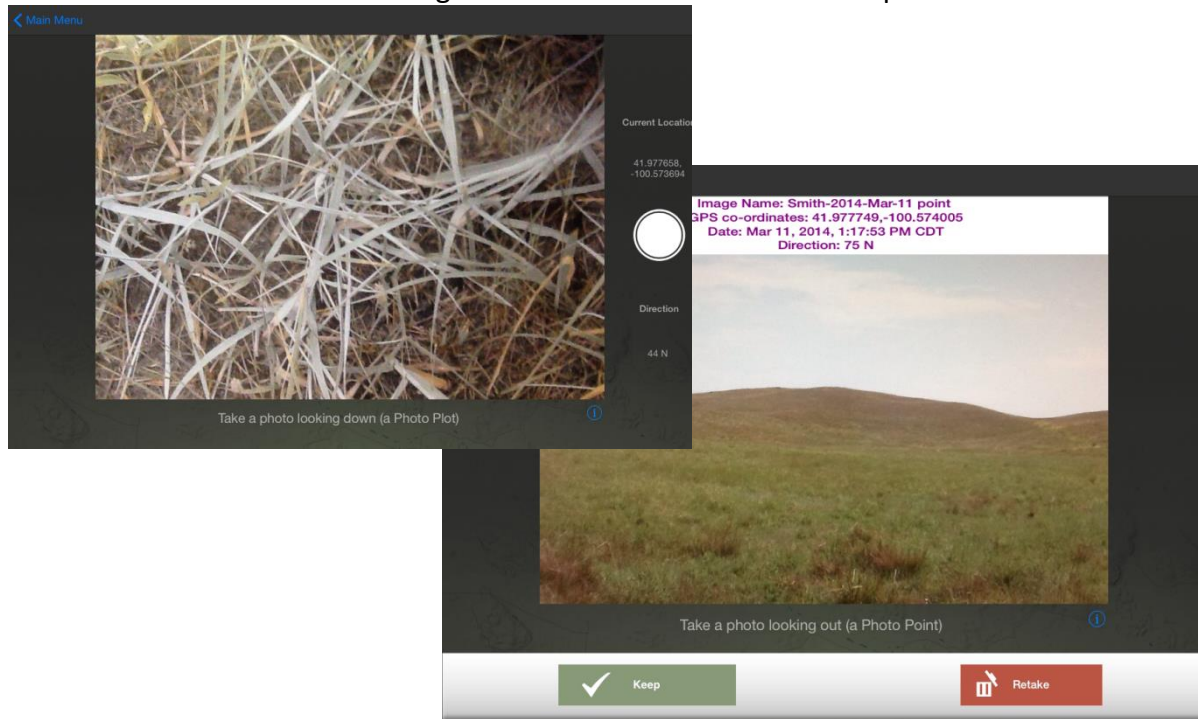 Main Menu
Current Location
41.977658,
-100.573694
Direction
44 N
Take a photo looking down (a Photo Plot)
Image Name: Smith-2014-Mar-11 point
GPS co-ordinates: 41.977749,-100.574005
Date: Mar 11, 2014, 1:17:53 PM CDT
Direction: 75 N
Take a photo looking out (a Photo Point)
Keep
Retake